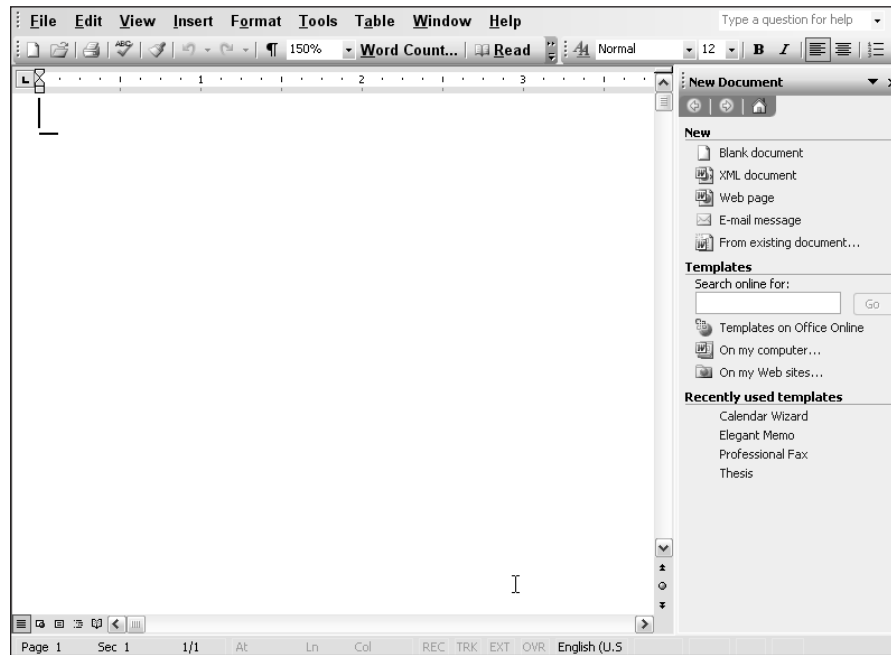 File Edit View Insert Format Tools Table Window Help Type a question for help
ABC ¶ 150% Word Count... Read Normal 12 B I
L 1 2 3 New Document
New
Blank document
XML document
Web page
E-mail message
From existing document...
Templates
Search online for:
Go
Templates on Office Online
On my computer...
On my Web sites...
Recently used templates
Calendar Wizard
Elegant Memo
Professional Fax
Thesis
Page 1 Sec 1 1/1 At Ln Col REC TRK EXT OVR English (U.S